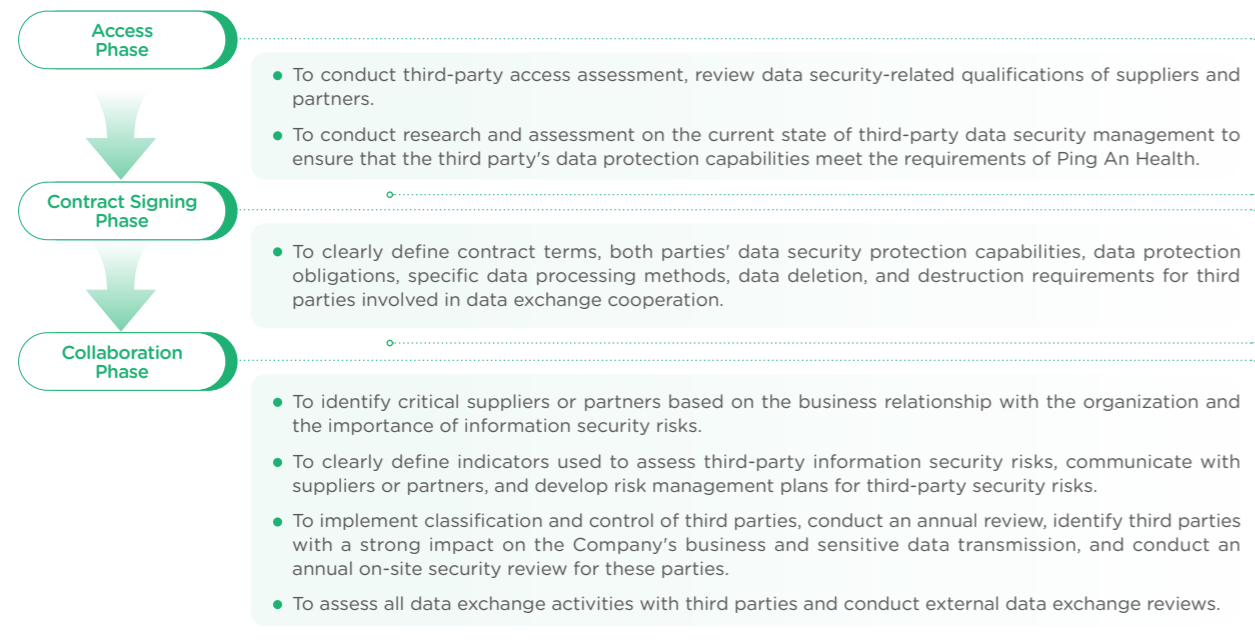 Access
Phase
● To conduct third-party access assessment, review data security-related qualifications of suppliers and
partners.
● To conduct research and assessment on the current state of third-party data security management to
ensure that the third party's data protection capabilities meet the requirements of Ping An Health.
Contract Signing
Phase
● To clearly define contract terms, both parties' data security protection capabilities, data protection
obligations, specific data processing methods, data deletion, and destruction requirements for third
parties involved in data exchange cooperation.
Collaboration
Phase
● To identify critical suppliers or partners based on the business relationship with the organization and
the importance of information security risks.
● To clearly define indicators used to assess third-party information security risks, communicate with
suppliers or partners, and develop risk management plans for third-party security risks.
● To implement classification and control of third parties, conduct an annual review, identify third parties
with a strong impact on the Company's business and sensitive data transmission, and conduct an
annual on-site security review for these parties.
● To assess all data exchange activities with third parties and conduct external data exchange reviews.